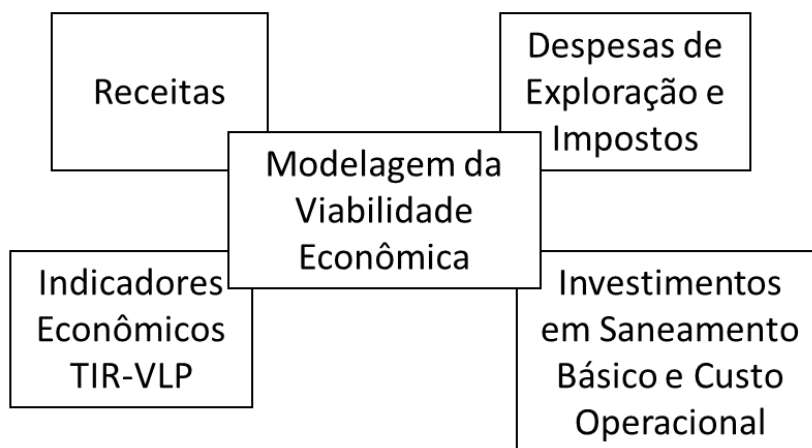 Receitas
Despesas de
Exploração e
Impostos
Modelagem da
Viabilidade
Econômica
Indicadores
Econômicos
TIR-VLP
Investimentos
em Saneamento
Básico e Custo
Operacional